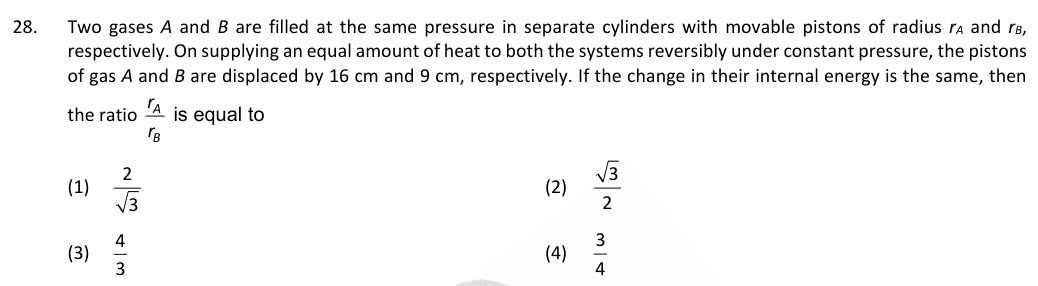 28. Two gases A and B are filled at the same pressure in separate cylinders with movable pistons of radius rA and rB,
respectively. On supplying an equal amount of heat to both the systems reversibly under constant pressure, the pistons
of gas A and B are displaced by 16 cm and 9 cm, respectively. If the change in their internal energy is the same, then
the ratio rA/rB is equal to
(1) 2/√3 (2) √3/2
(3) 4/3 (4) 3/4